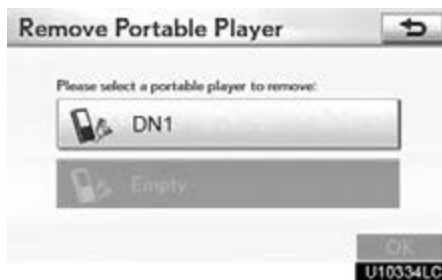 Remove Portable Player
Please select a portable player to remove:
DN1
Empty
OK
U10334LC